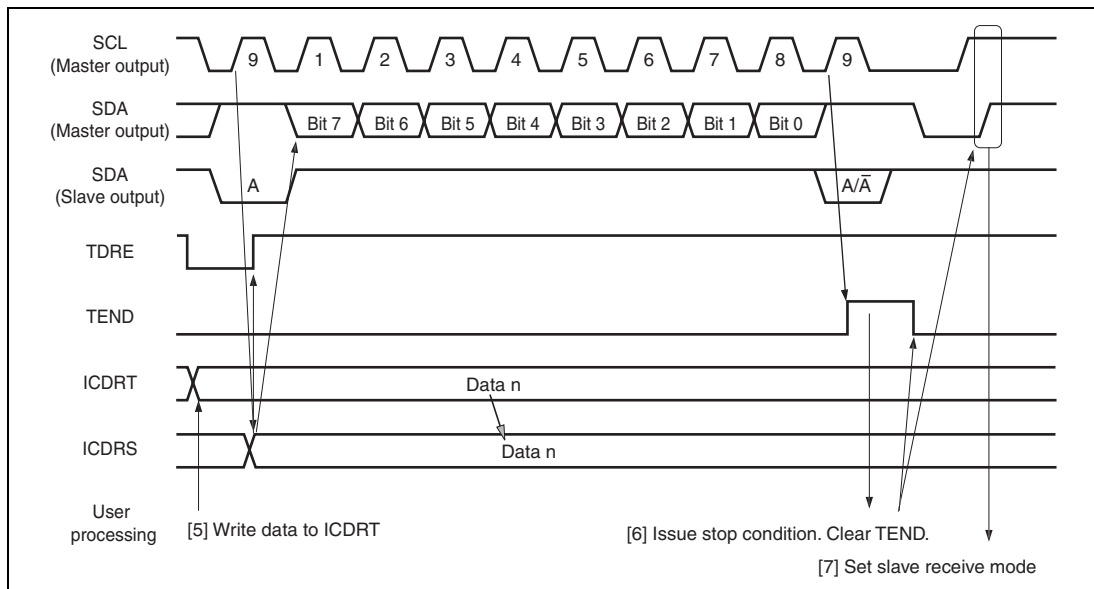 SCL
(Master output)
9 1 2 3 4 5 6 7 8 9
SDA
(Master output)
Bit 7 Bit 6 Bit 5 Bit 4 Bit 3 Bit 2 Bit 1 Bit 0
SDA
(Slave output)
A A/A̅
TDRE
TEND
ICDRT
Data n
ICDRS
Data n
User
processing
[5] Write data to ICDRT
[6] Issue stop condition. Clear TEND.
[7] Set slave receive mode